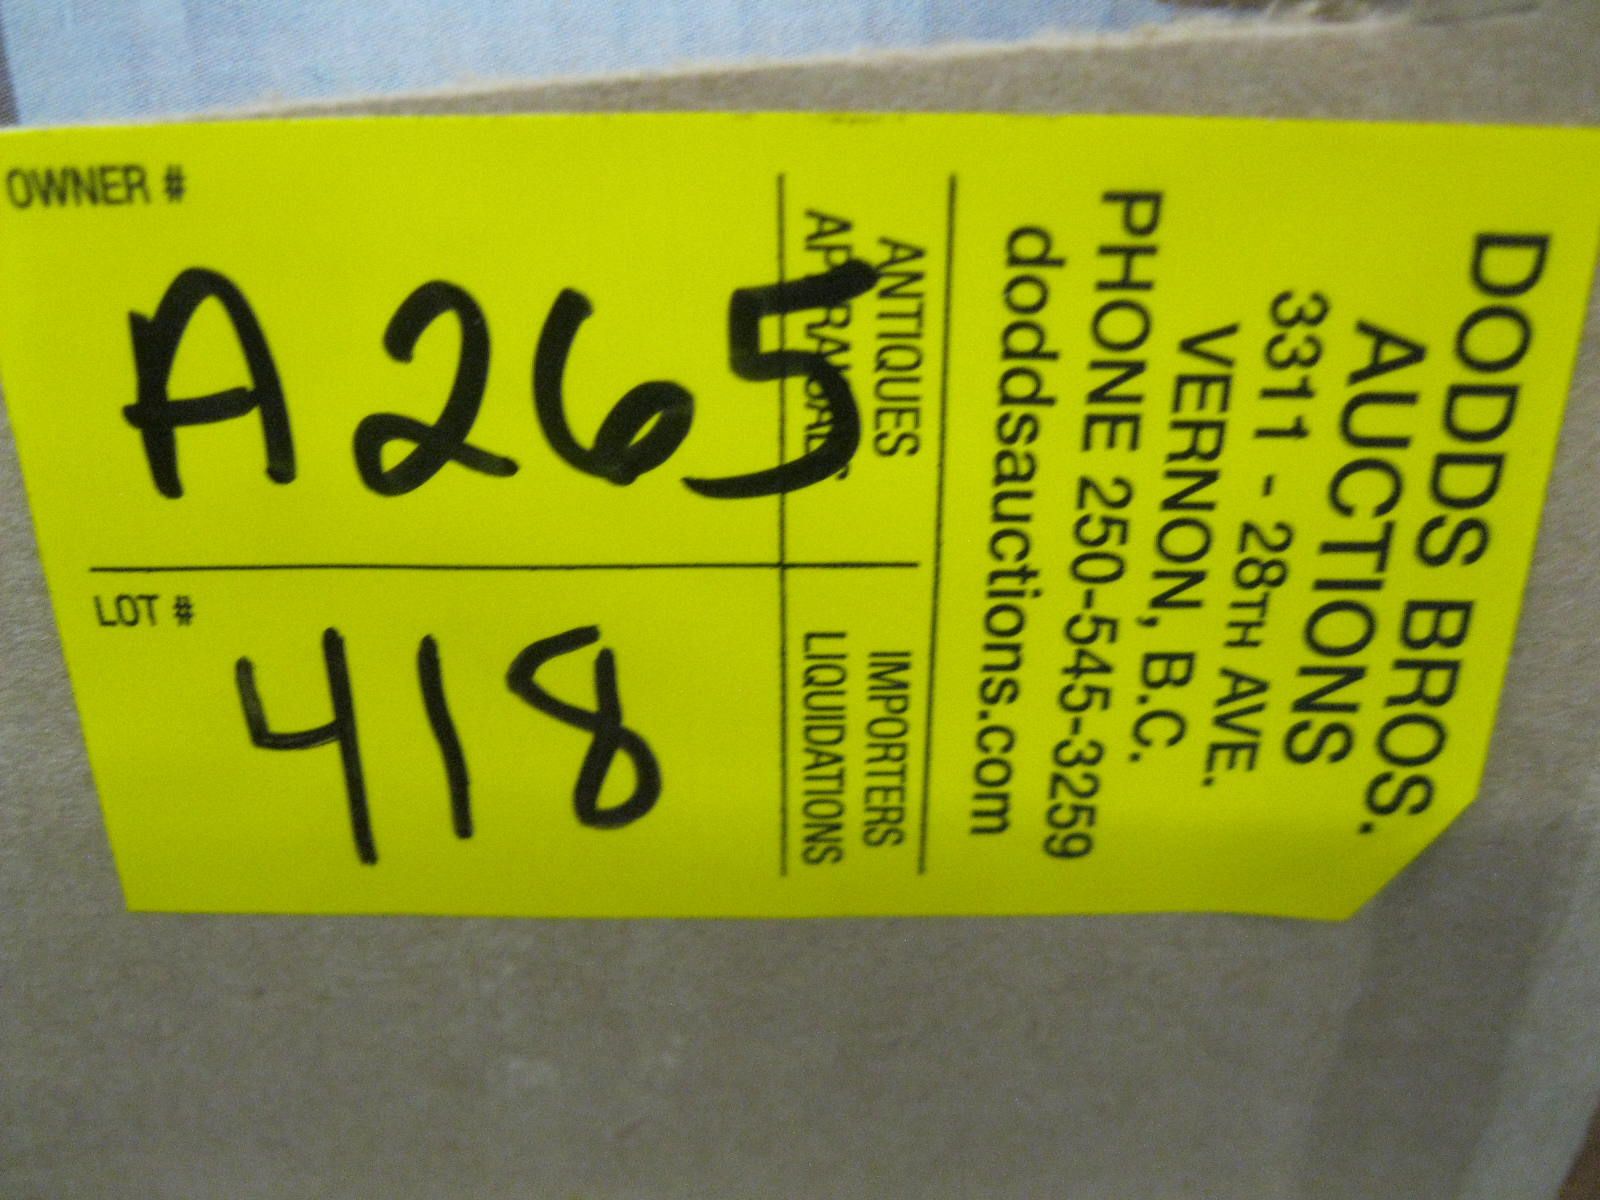 OWNER #
A265
LOT #
418
DODDS BROS.
AUCTIONS
3311 - 28TH AVE.
VERNON, B.C.
PHONE 250-545-3259
doddsauctions.com
ANTIQUES
APPRAISALS
IMPORTERS
LIQUIDATIONS